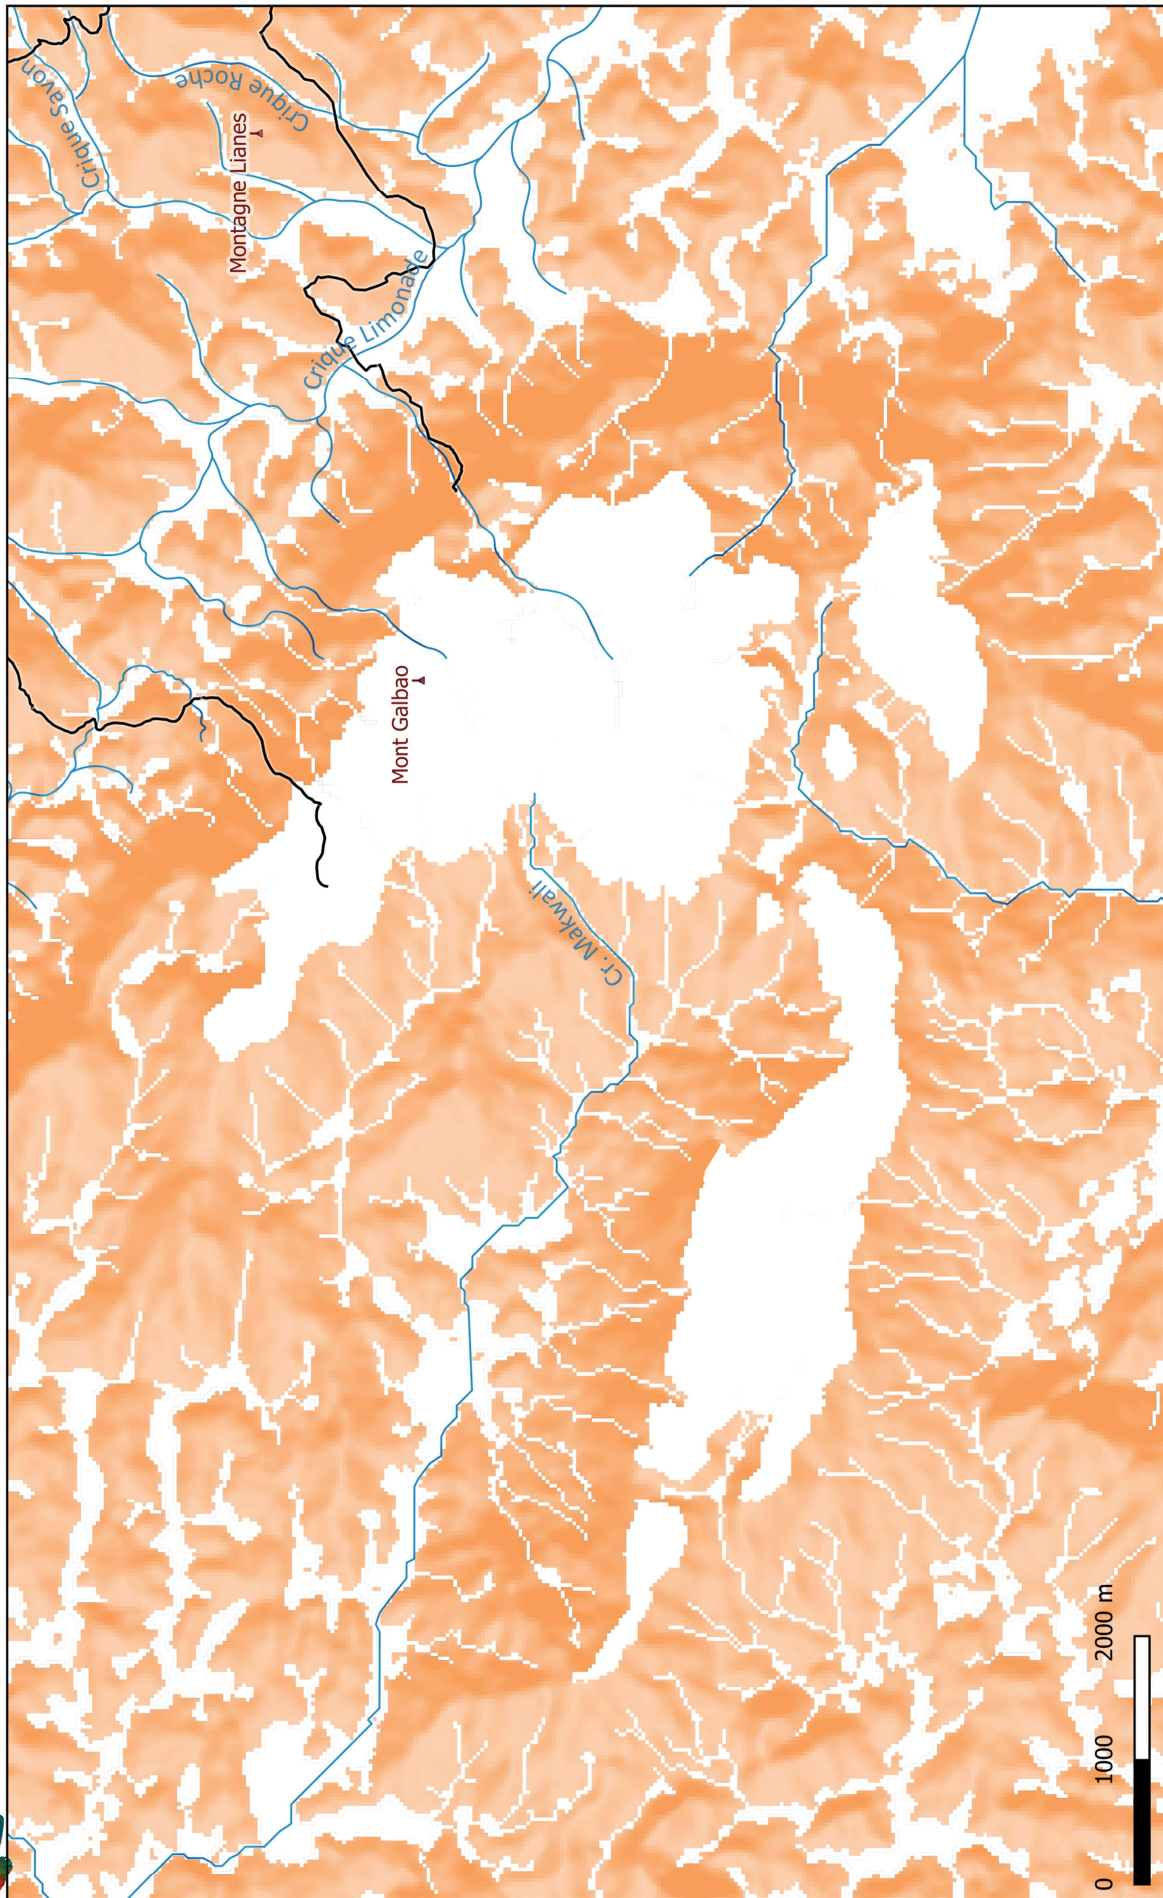 Crique Savon
Crique Roche
Montagne Lianes
Crique Limonade
Mont Galbao
Cr. Makwali
0 1000 2000 m